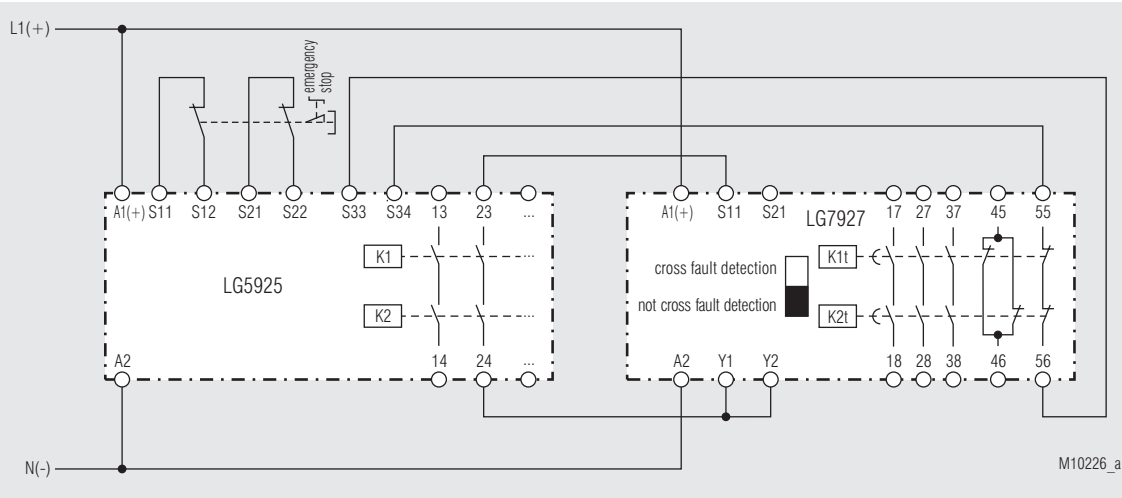 L1(+)
emergency
stop
A1(+) S11 S12 S21 S22 S33 S34 13 23 ...
A1(+) S11 S21 17 27 37 45 55
LG7927
K1 ...
K1t
cross fault detection
LG5925
not cross fault detection
K2 ...
K2t
A2 14 24 ...
A2 Y1 Y2 18 28 38 46 56
N(-)
M10226_a